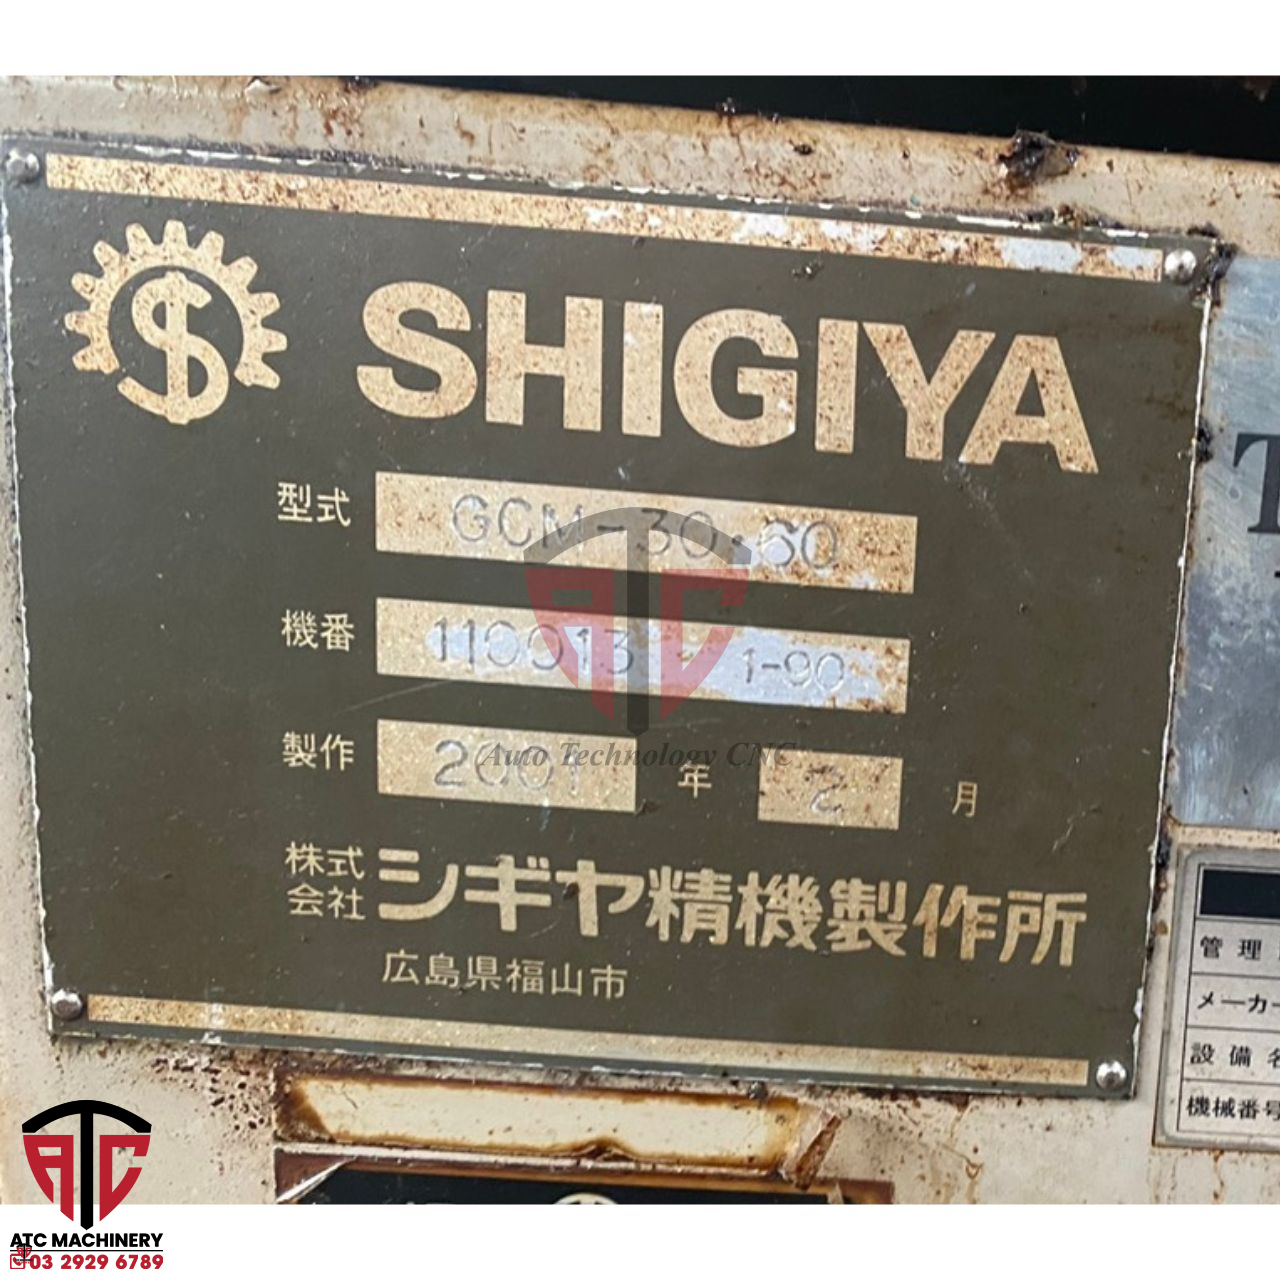 SHIGIYA
型式 GCM-30・60
機番 110013 - 1-90
製作 2001 年 2 月
株式会社 シギヤ精機製作所
広島県福山市
Auto Technology CNC
T
管理
メーカー
設備名
機械番号
ATC MACHINERY
03 2929 6789